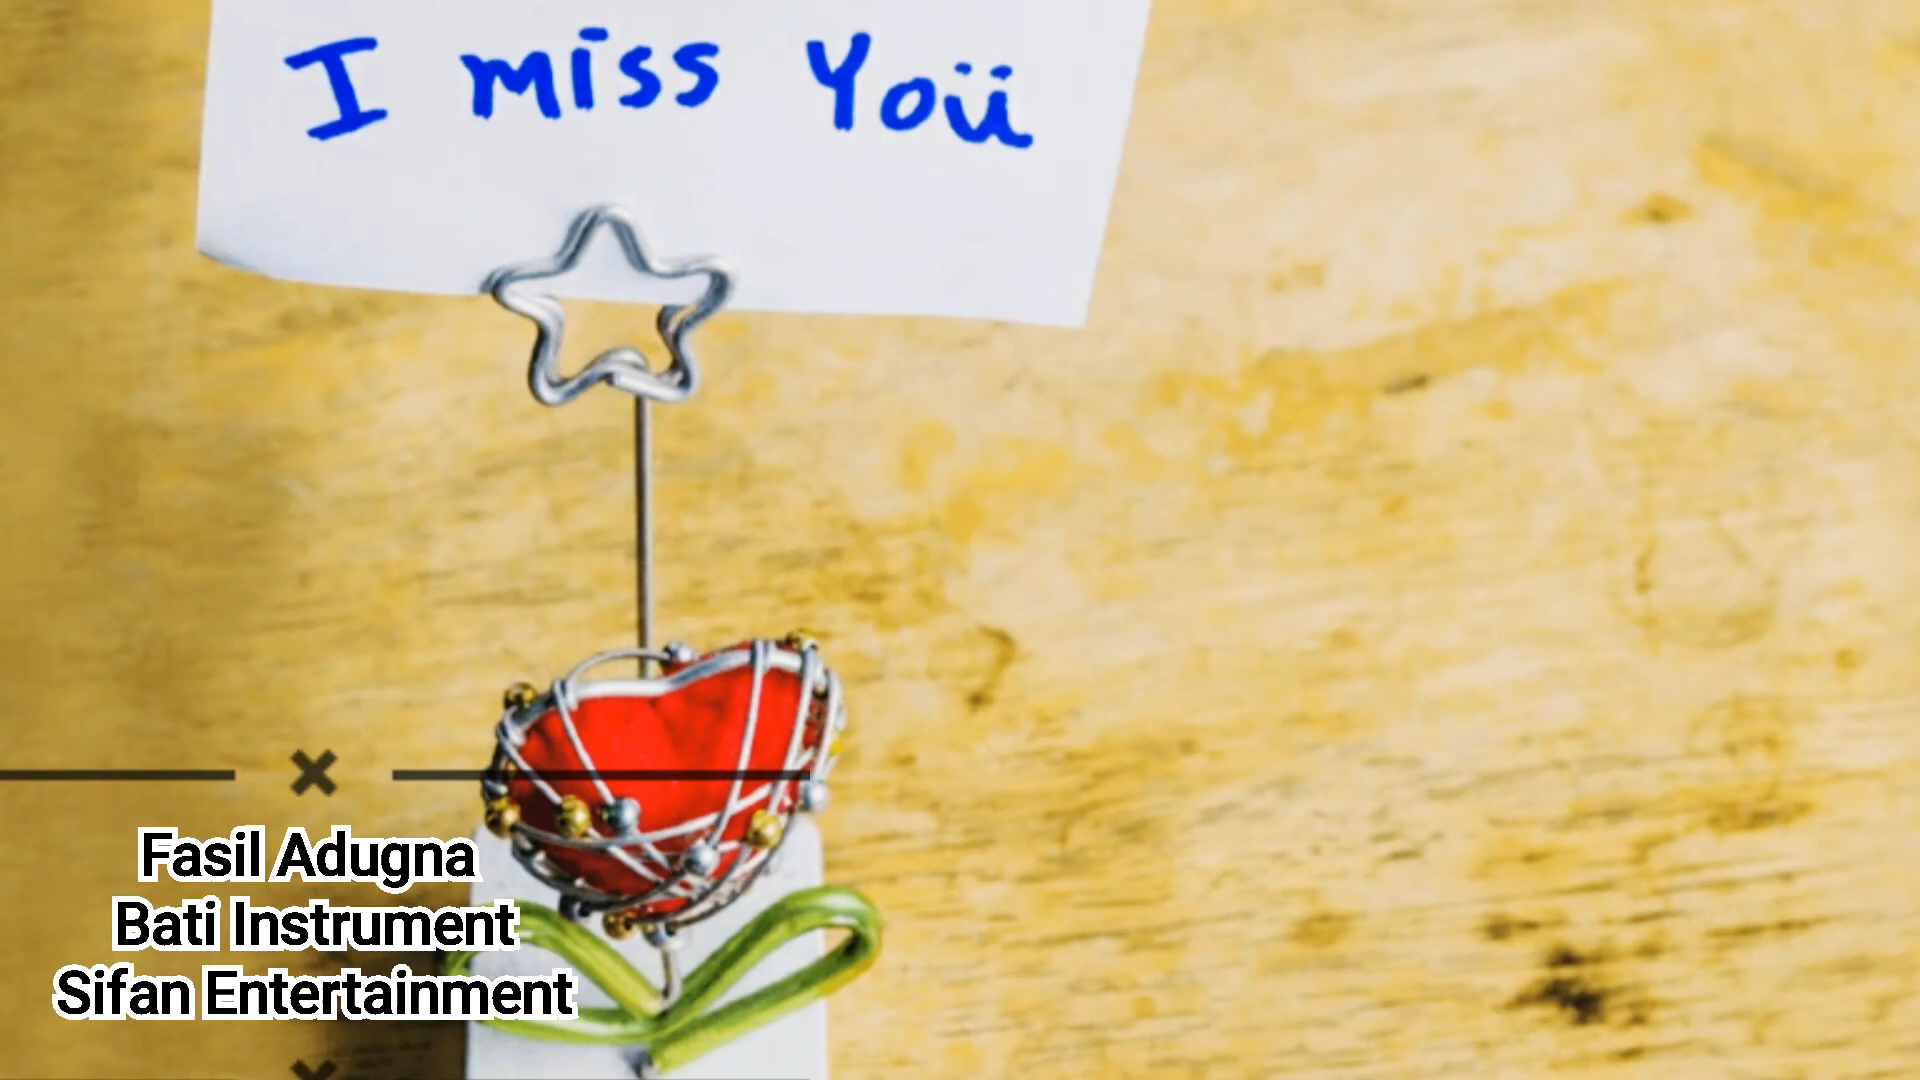 I miss You
Fasil Adugna
Bati Instrument
Sifan Entertainment